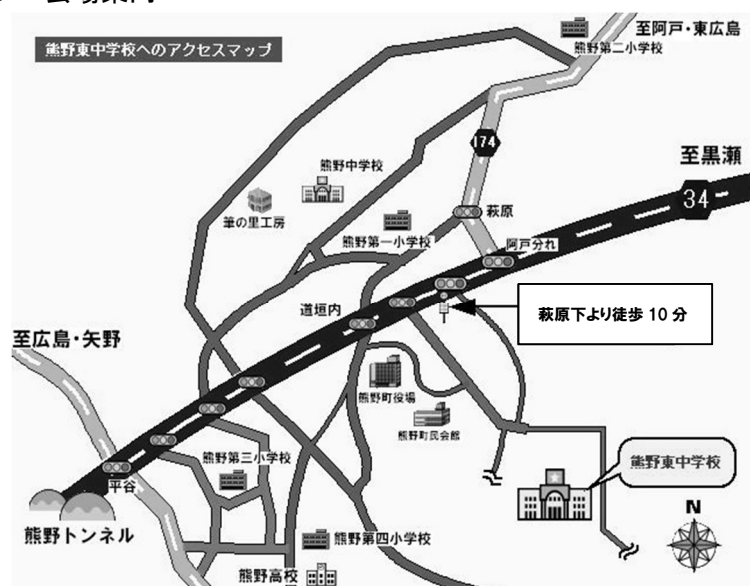 熊野東中学校へのアクセスマップ
至阿戸・東広島
熊野第二小学校
174
熊野中学校
至黒瀬
34
筆の里工房
萩原
熊野第一小学校
阿戸分れ
道垣内
萩原下より徒歩 10 分
至広島・矢野
熊野町役場
熊野町民会館
熊野第三小学校
熊野東中学校
平谷
N
熊野トンネル
熊野第四小学校
熊野高校